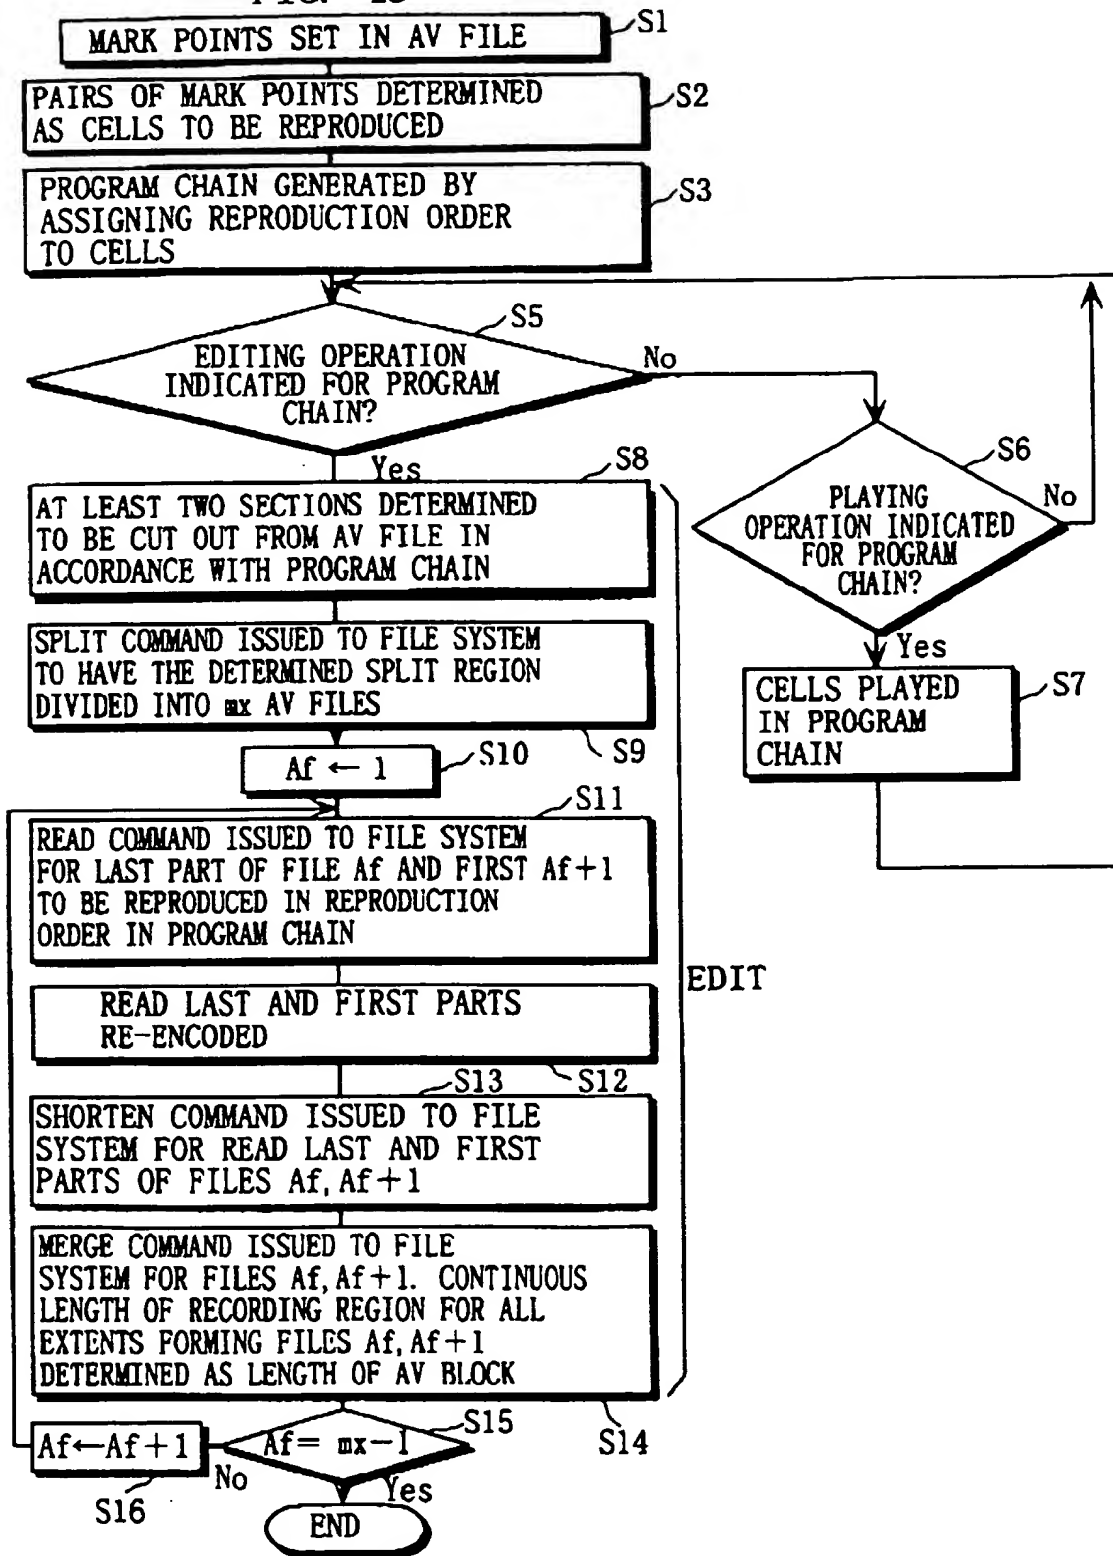 S1
MARK POINTS SET IN AV FILE
S2
PAIRS OF MARK POINTS DETERMINED
AS CELLS TO BE REPRODUCED
S3
PROGRAM CHAIN GENERATED BY
ASSIGNING REPRODUCTION ORDER
TO CELLS
S5
EDITING OPERATION
INDICATED FOR PROGRAM
CHAIN?
No
Yes
S6
PLAYING
OPERATION INDICATED
FOR PROGRAM
CHAIN?
No
Yes
S7
CELLS PLAYED
IN PROGRAM
CHAIN
S8
AT LEAST TWO SECTIONS DETERMINED
TO BE CUT OUT FROM AV FILE IN
ACCORDANCE WITH PROGRAM CHAIN
SPLIT COMMAND ISSUED TO FILE SYSTEM
TO HAVE THE DETERMINED SPLIT REGION
DIVIDED INTO mx AV FILES
S9
Af ← 1
S10
S11
READ COMMAND ISSUED TO FILE SYSTEM
FOR LAST PART OF FILE Af AND FIRST Af+1
TO BE REPRODUCED IN REPRODUCTION
ORDER IN PROGRAM CHAIN
EDIT
READ LAST AND FIRST PARTS
RE-ENCODED
S12
S13
SHORTEN COMMAND ISSUED TO FILE
SYSTEM FOR READ LAST AND FIRST
PARTS OF FILES Af, Af+1
MERGE COMMAND ISSUED TO FILE
SYSTEM FOR FILES Af, Af+1. CONTINUOUS
LENGTH OF RECORDING REGION FOR ALL
EXTENTS FORMING FILES Af, Af+1
DETERMINED AS LENGTH OF AV BLOCK
S14
S15
Af= mx-1
Af←Af+1
No
S16
Yes
END